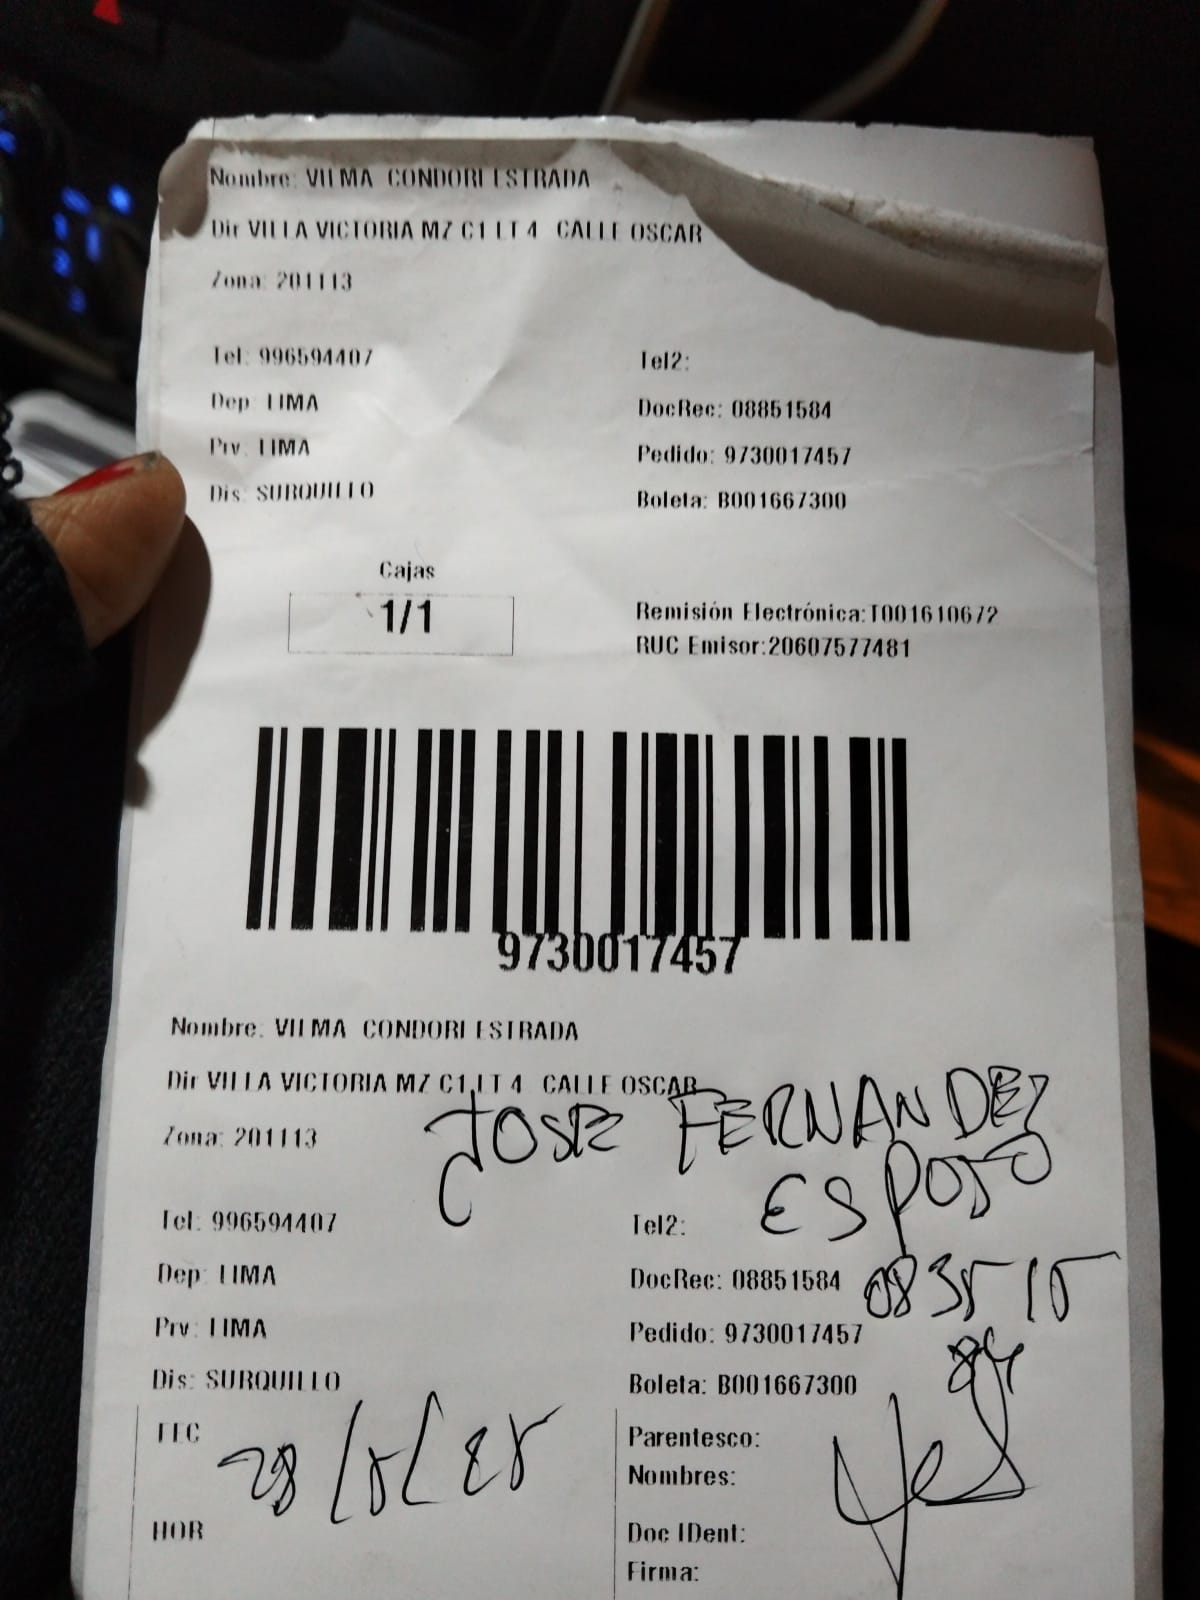 Nombre: VILMA CONDORI ESTRADA
Dir VILLA VICTORIA MZ C1 LT 4 CALLE OSCAR
Zona: 201113
Tel: 996594407 Tel2:
Dep: LIMA DocRec: 08851584
Prv: LIMA Pedido: 9730017457
Dis: SURQUILLO Boleta: B001667300
Cajas
1/1
Remisión Electrónica:T001610672
RUC Emisor:20607577481
9730017457
Nombre: VILMA CONDORI ESTRADA
Dir VILLA VICTORIA MZ C1 LT 4 CALLE OSCAR
JOSE FERNANDEZ
Zona: 201113
ESPOSO
Tel: 996594407 Tel2:
Dep: LIMA DocRec: 08851584 083515
Prv: LIMA Pedido: 9730017457
84
Dis: SURQUILLO Boleta: B001667300
FEC 28/5/25 Parentesco:
Nombres:
HOR Doc IDent:
Firma: